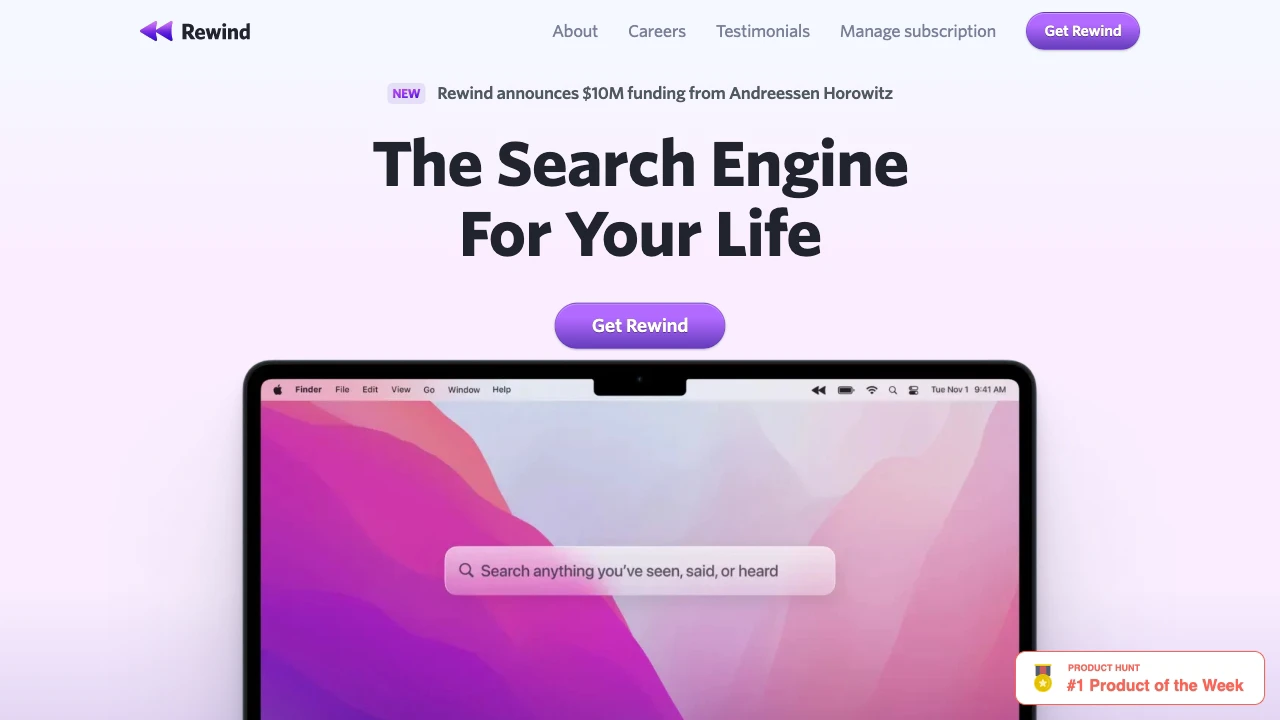 Rewind
About
Careers
Testimonials
Manage subscription
Get Rewind
NEW Rewind announces $10M funding from Andreessen Horowitz
The Search Engine
For Your Life
Get Rewind
Finder File Edit View Go Window Help Tue Nov 1 9:41 AM
Search anything you've seen, said, or heard
PRODUCT HUNT
#1 Product of the Week